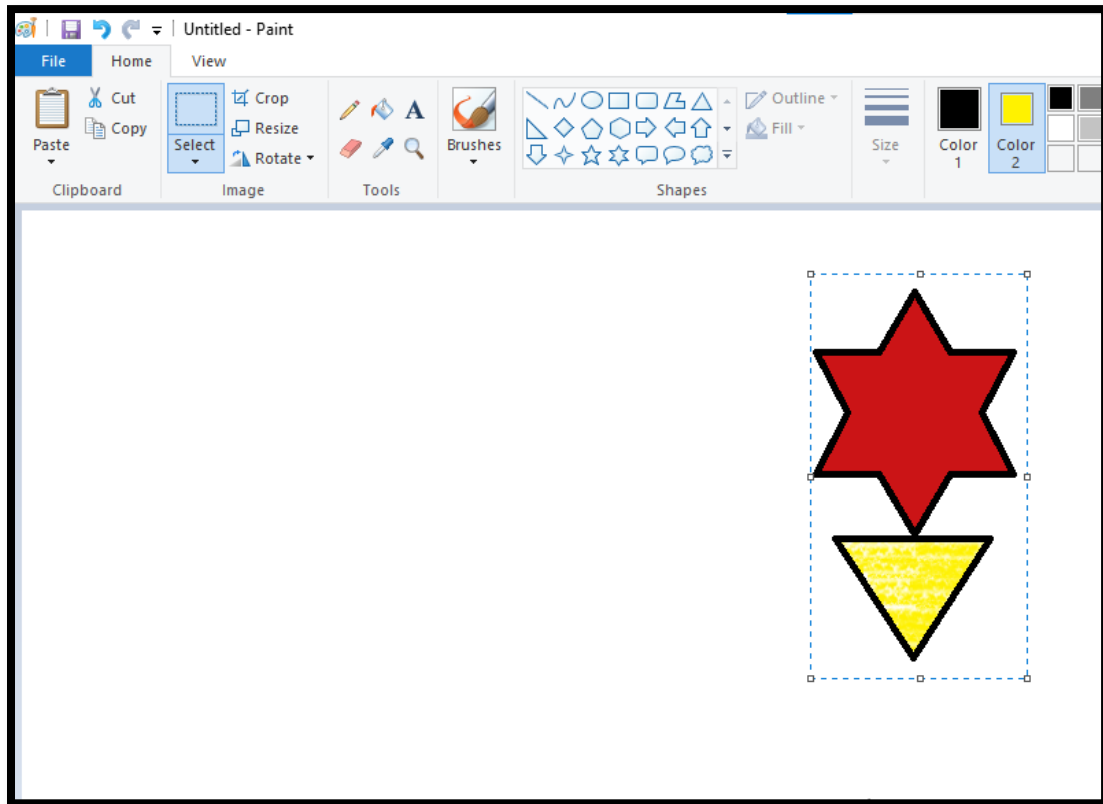 Untitled - Paint
File Home View
Paste
Cut
Copy
Clipboard
Select
Crop
Resize
Rotate
Image
A
Tools
Brushes
Outline
Fill
Shapes
Size
Color 1
Color 2